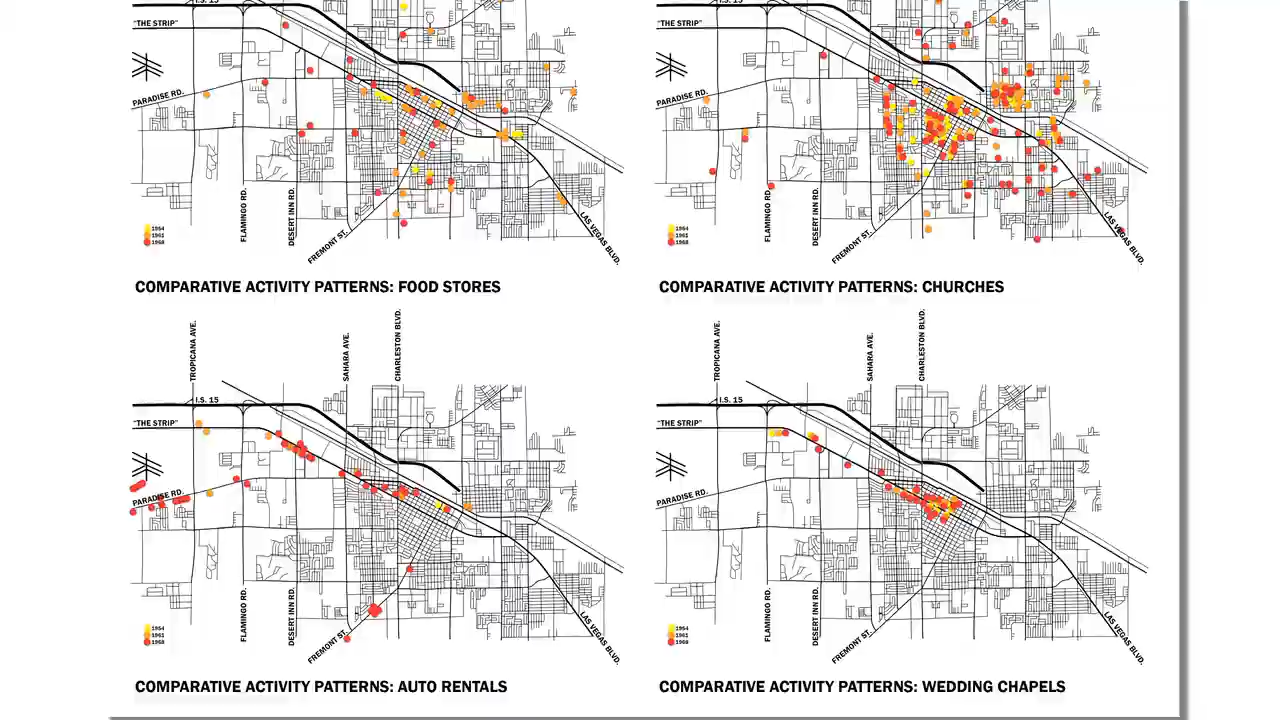 I.S. 15
"THE STRIP"
PARADISE RD.
FLAMINGO RD.
DESERT INN RD.
FREMONT ST.
LAS VEGAS BLVD.
1954
1961
1968
COMPARATIVE ACTIVITY PATTERNS: FOOD STORES
I.S. 15
"THE STRIP"
PARADISE RD.
FLAMINGO RD.
DESERT INN RD.
FREMONT ST.
LAS VEGAS BLVD.
1954
1961
1968
COMPARATIVE ACTIVITY PATTERNS: CHURCHES
TROPICANA AVE.
SAHARA AVE.
CHARLESTON BLVD.
I.S. 15
"THE STRIP"
PARADISE RD.
FLAMINGO RD.
DESERT INN RD.
FREMONT ST.
LAS VEGAS BLVD.
1954
1961
1968
COMPARATIVE ACTIVITY PATTERNS: AUTO RENTALS
TROPICANA AVE.
SAHARA AVE.
CHARLESTON BLVD.
I.S. 15
"THE STRIP"
PARADISE RD.
FLAMINGO RD.
DESERT INN RD.
FREMONT ST.
LAS VEGAS BLVD.
1954
1961
1968
COMPARATIVE ACTIVITY PATTERNS: WEDDING CHAPELS